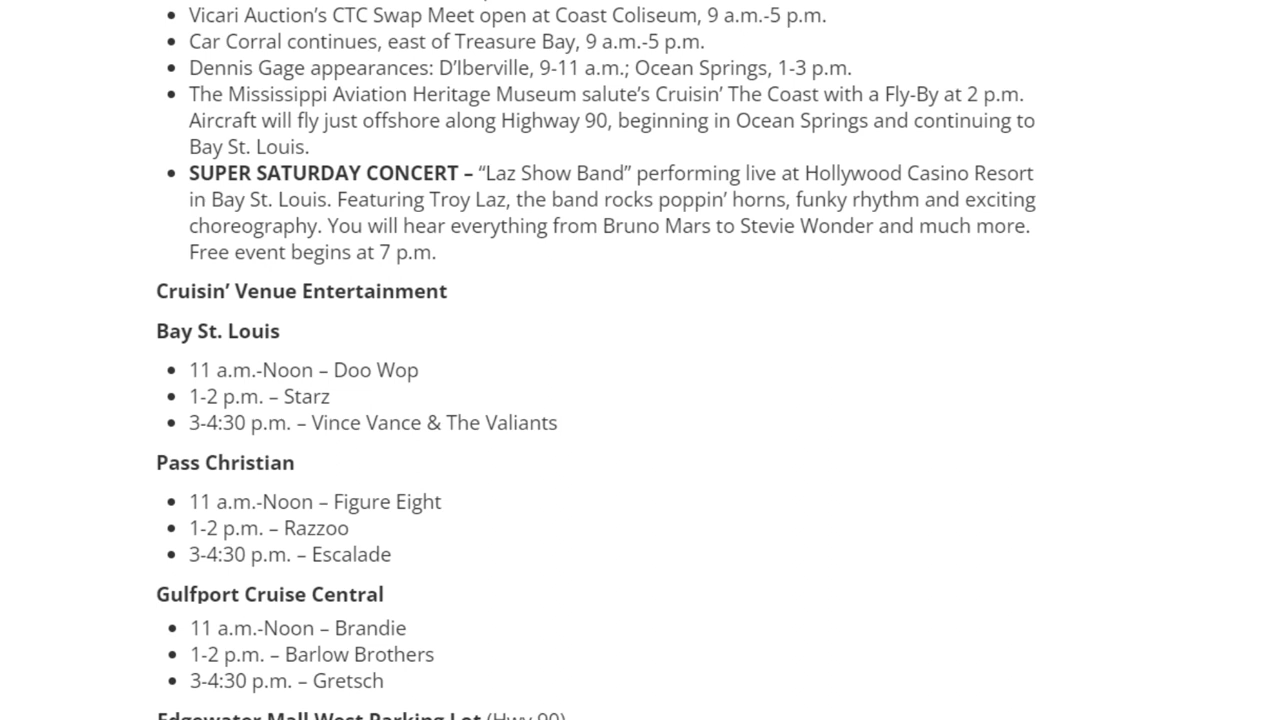 • Vicari Auction’s CTC Swap Meet open at Coast Coliseum, 9 a.m.-5 p.m.
• Car Corral continues, east of Treasure Bay, 9 a.m.-5 p.m.
• Dennis Gage appearances: D’Iberville, 9-11 a.m.; Ocean Springs, 1-3 p.m.
• The Mississippi Aviation Heritage Museum salute’s Cruisin’ The Coast with a Fly-By at 2 p.m.
Aircraft will fly just offshore along Highway 90, beginning in Ocean Springs and continuing to
Bay St. Louis.
• SUPER SATURDAY CONCERT – “Laz Show Band” performing live at Hollywood Casino Resort
in Bay St. Louis. Featuring Troy Laz, the band rocks poppin’ horns, funky rhythm and exciting
choreography. You will hear everything from Bruno Mars to Stevie Wonder and much more.
Free event begins at 7 p.m.
Cruisin’ Venue Entertainment
Bay St. Louis
• 11 a.m.-Noon – Doo Wop
• 1-2 p.m. – Starz
• 3-4:30 p.m. – Vince Vance & The Valiants
Pass Christian
• 11 a.m.-Noon – Figure Eight
• 1-2 p.m. – Razzoo
• 3-4:30 p.m. – Escalade
Gulfport Cruise Central
• 11 a.m.-Noon – Brandie
• 1-2 p.m. – Barlow Brothers
• 3-4:30 p.m. – Gretsch
Edgewater Mall West Parking Lot (Hwy 90)